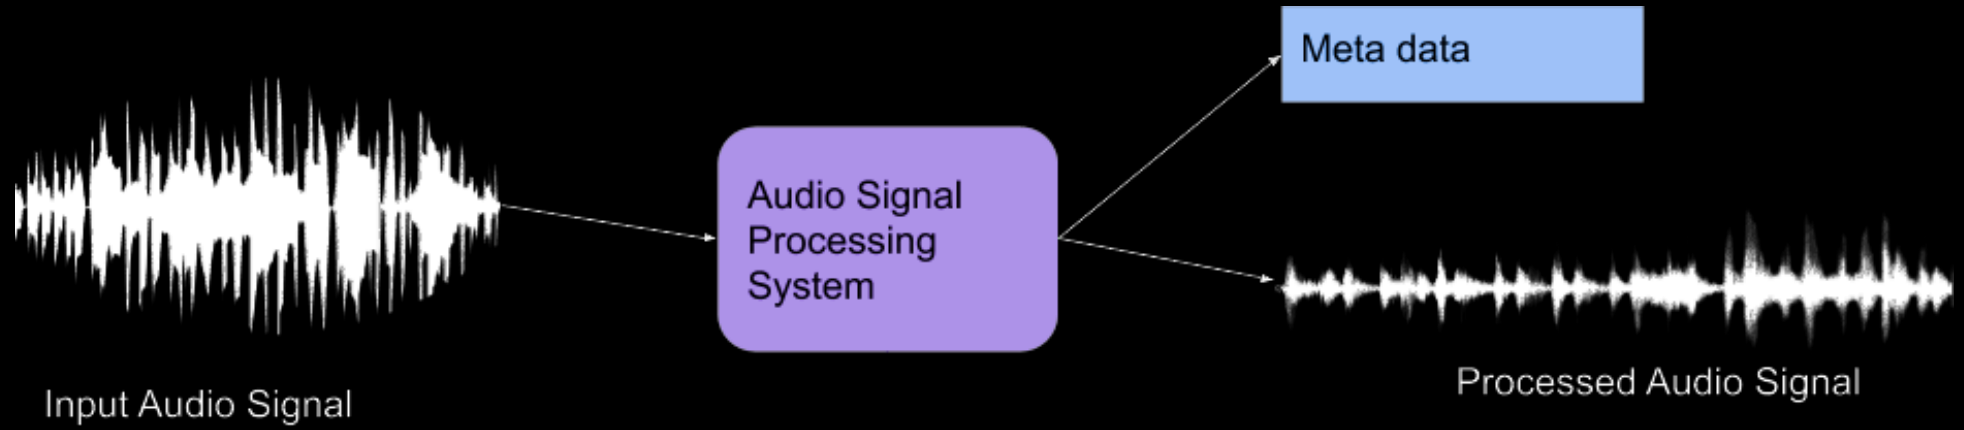 Meta data
Audio Signal
Processing
System
Input Audio Signal
Processed Audio Signal